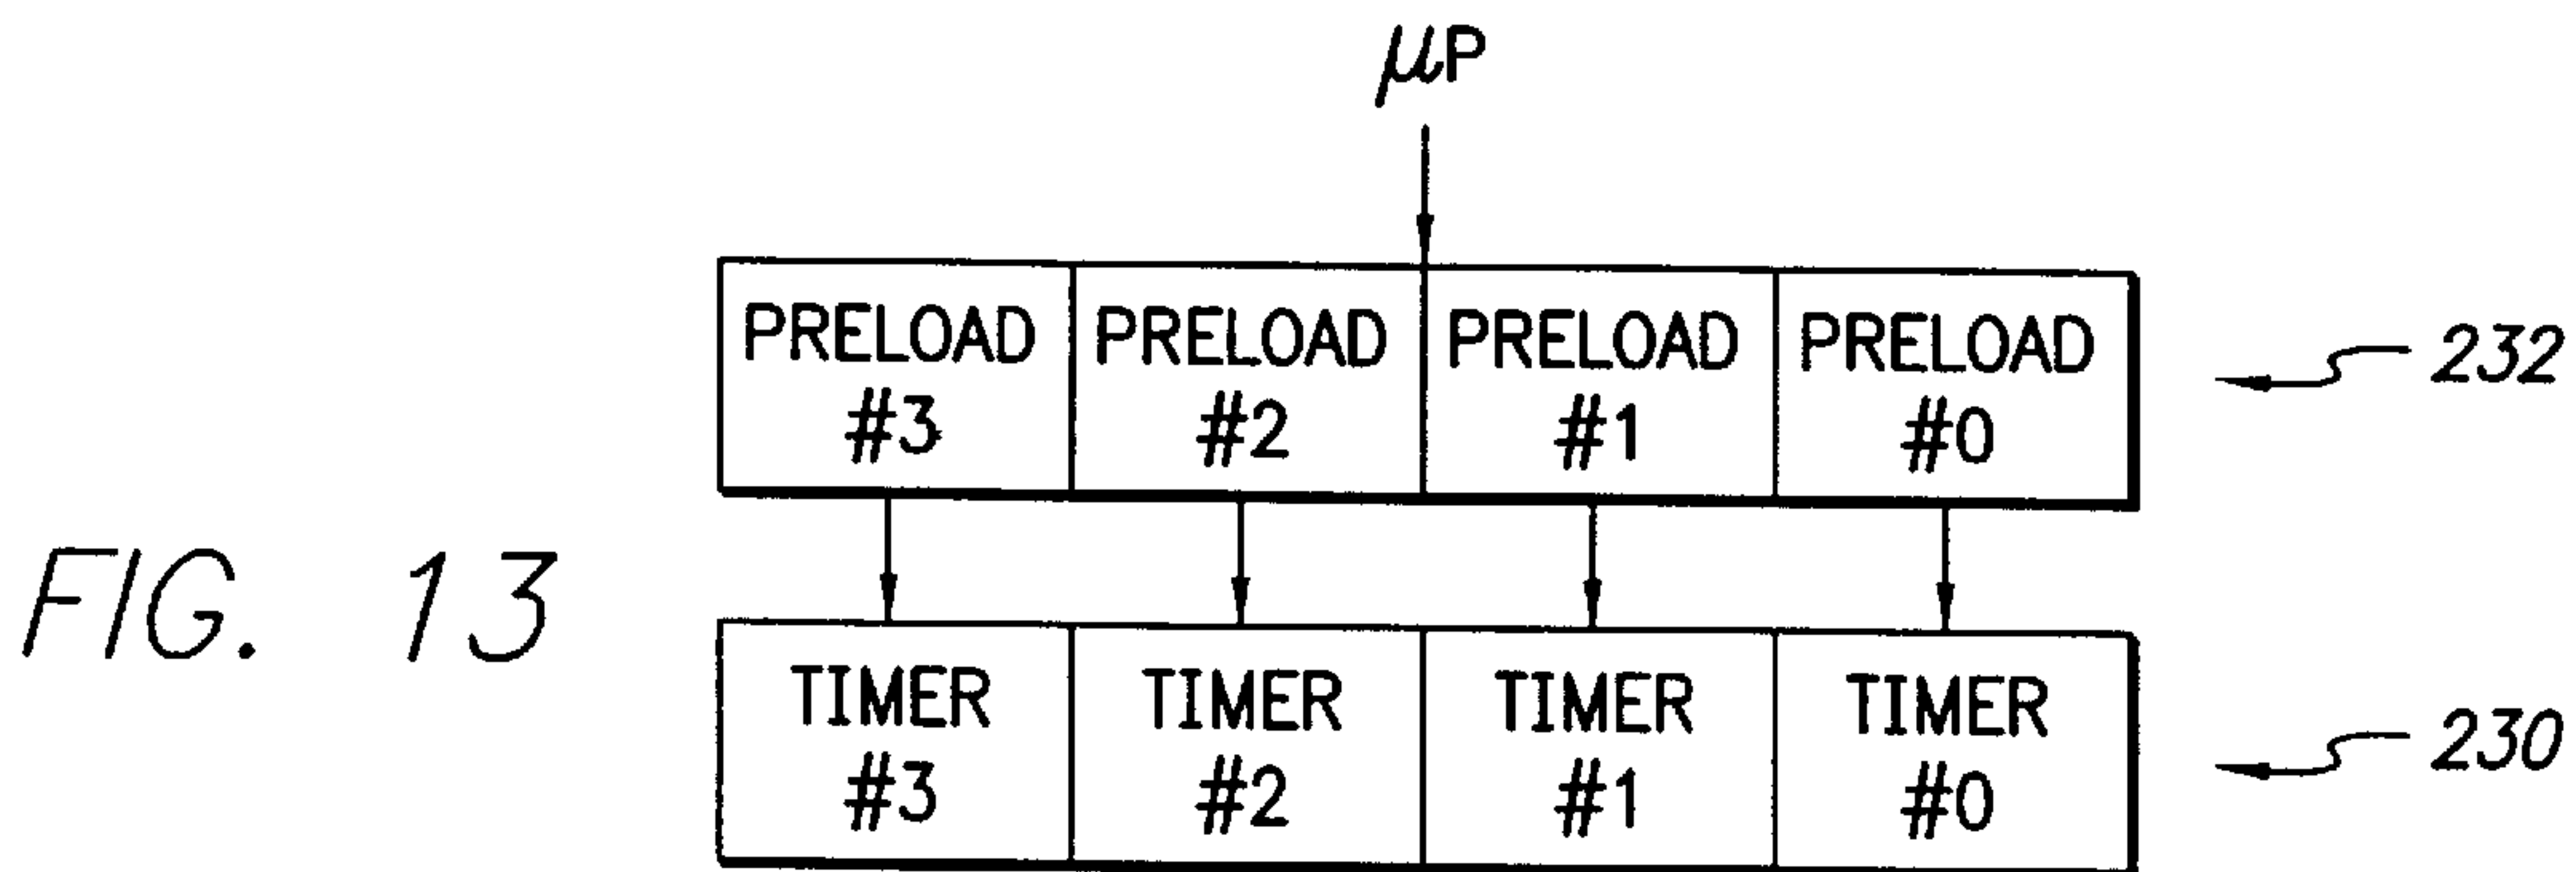 μP
PRELOAD PRELOAD PRELOAD PRELOAD
#3 #2 #1 #0
232
FIG. 13
TIMER TIMER TIMER TIMER
#3 #2 #1 #0
230